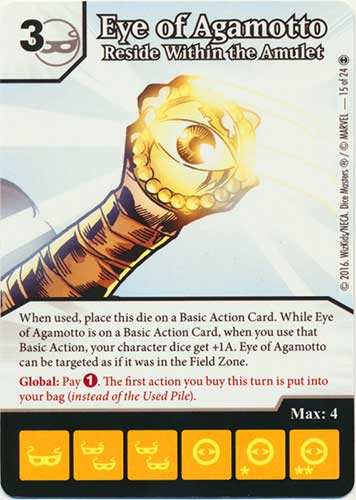 3
Eye of Agamotto
Reside Within the Amulet
© 2016. WizKids/NECA. Dice Masters ® / © MARVEL — 15 of 24
When used, place this die on a Basic Action Card. While Eye
of Agamotto is on a Basic Action Card, when you use that
Basic Action, your character dice get +1A. Eye of Agamotto
can be targeted as if it was in the Field Zone.
Global: Pay 1. The first action you buy this turn is put into
your bag (instead of the Used Pile).
Max: 4
*
**